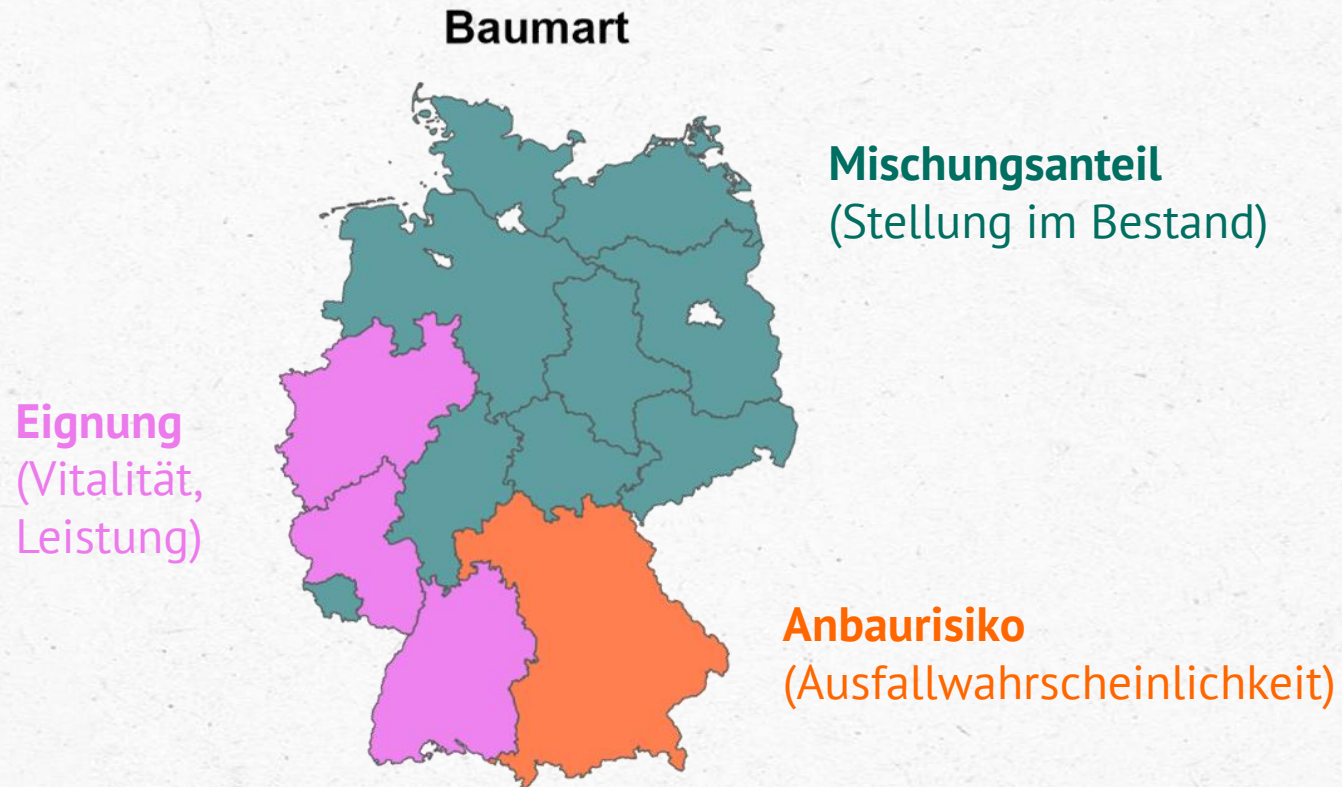 Baumart
Mischungsanteil
(Stellung im Bestand)
Eignung
(Vitalität,
Leistung)
Anbaurisiko
(Ausfallwahrscheinlichkeit)